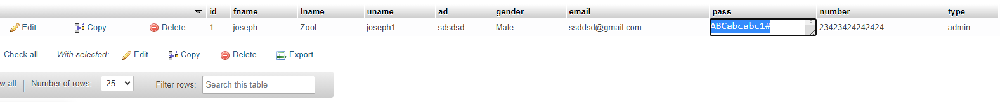 id fname lname uname ad gender email pass number type
Edit Copy Delete 1 joseph Zool joseph1 sdsdsd Male ssddsd@gmail.com ABCabcabc1# 23423424242424 admin
Check all With selected: Edit Copy Delete Export
w all Number of rows: 25 Filter rows: Search this table